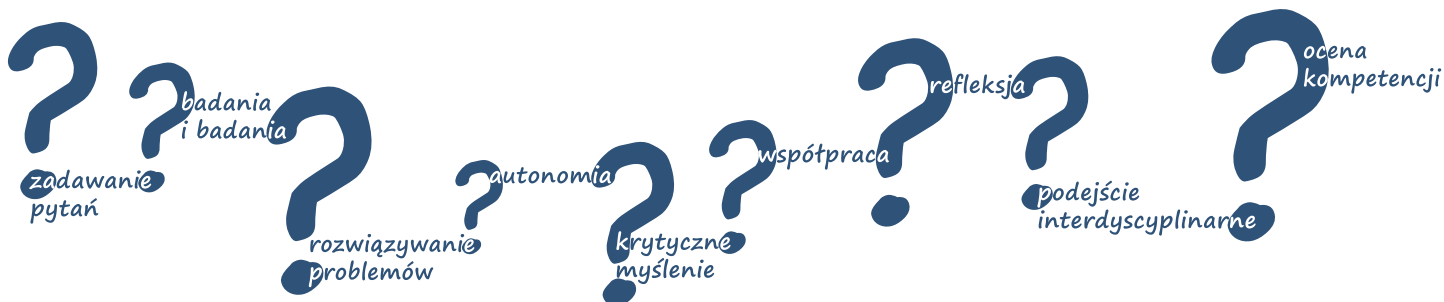 zadawanie
pytań
badania
i badania
rozwiązywanie
problemów
autonomia
krytyczne
myślenie
współpraca
refleksja
podejście
interdyscyplinarne
ocena
kompetencji